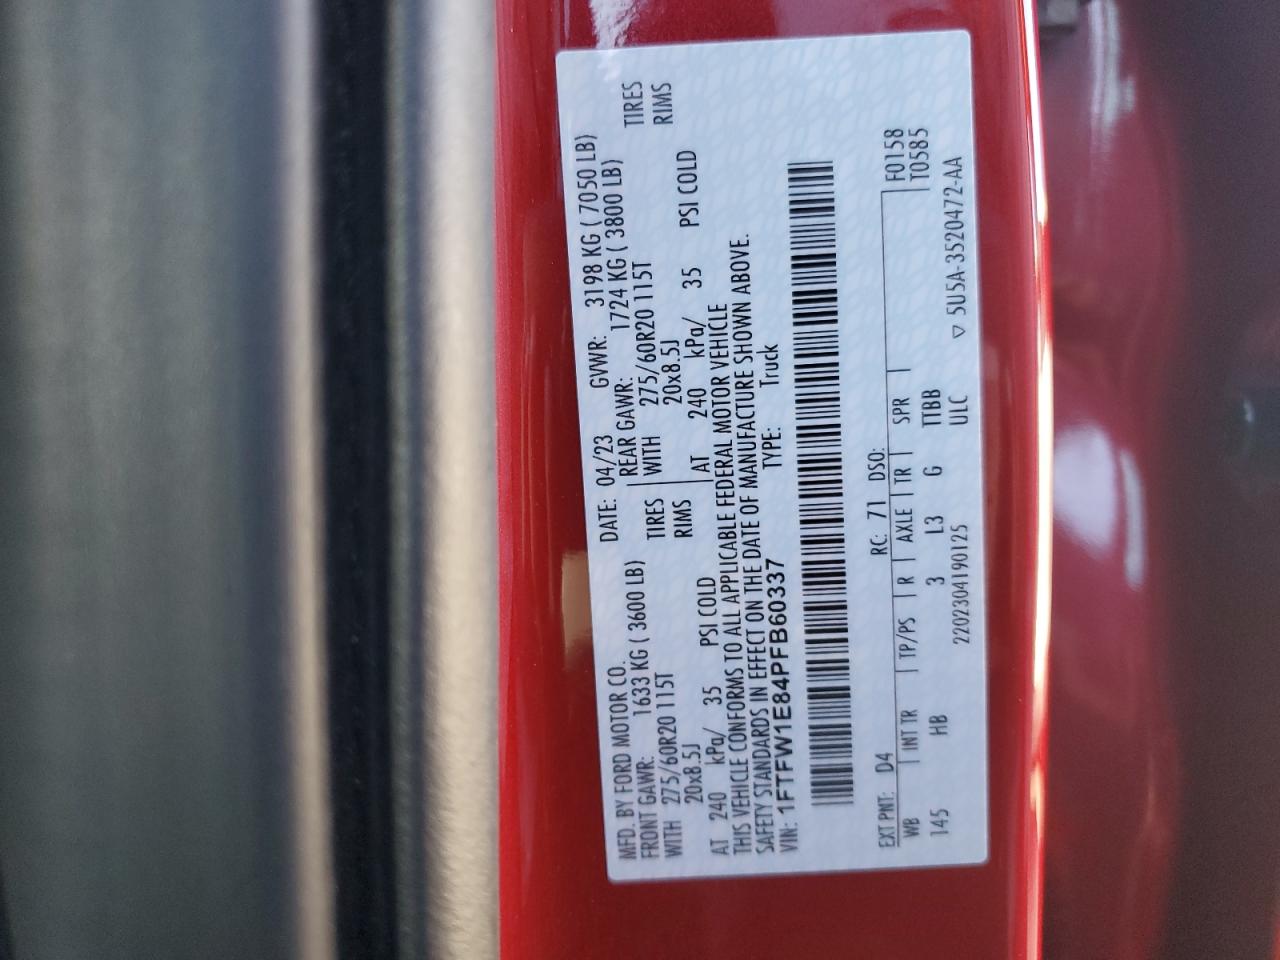 MFD. BY FORD MOTOR CO. DATE: 04/23 GVWR: 3198 KG ( 7050 LB)
FRONT GAWR: 1633 KG ( 3600 LB) REAR GAWR: 1724 KG ( 3800 LB)
WITH 275/60R20 115T TIRES WITH 275/60R20 115T TIRES
20x8.5J RIMS 20x8.5J RIMS
AT 240 kPa/ 35 PSI COLD AT 240 kPa/ 35 PSI COLD
THIS VEHICLE CONFORMS TO ALL APPLICABLE FEDERAL MOTOR VEHICLE
SAFETY STANDARDS IN EFFECT ON THE DATE OF MANUFACTURE SHOWN ABOVE.
VIN: 1FTFW1E84PFB60337 TYPE: Truck
EXT PNT: D4 RC: 71 DSO: F0158
WB INT TR TP/PS R AXLE TR SPR T0585
145 HB 3 L3 G TTBB
2202304190125 ULC ▽ 5U5A-3520472-AA